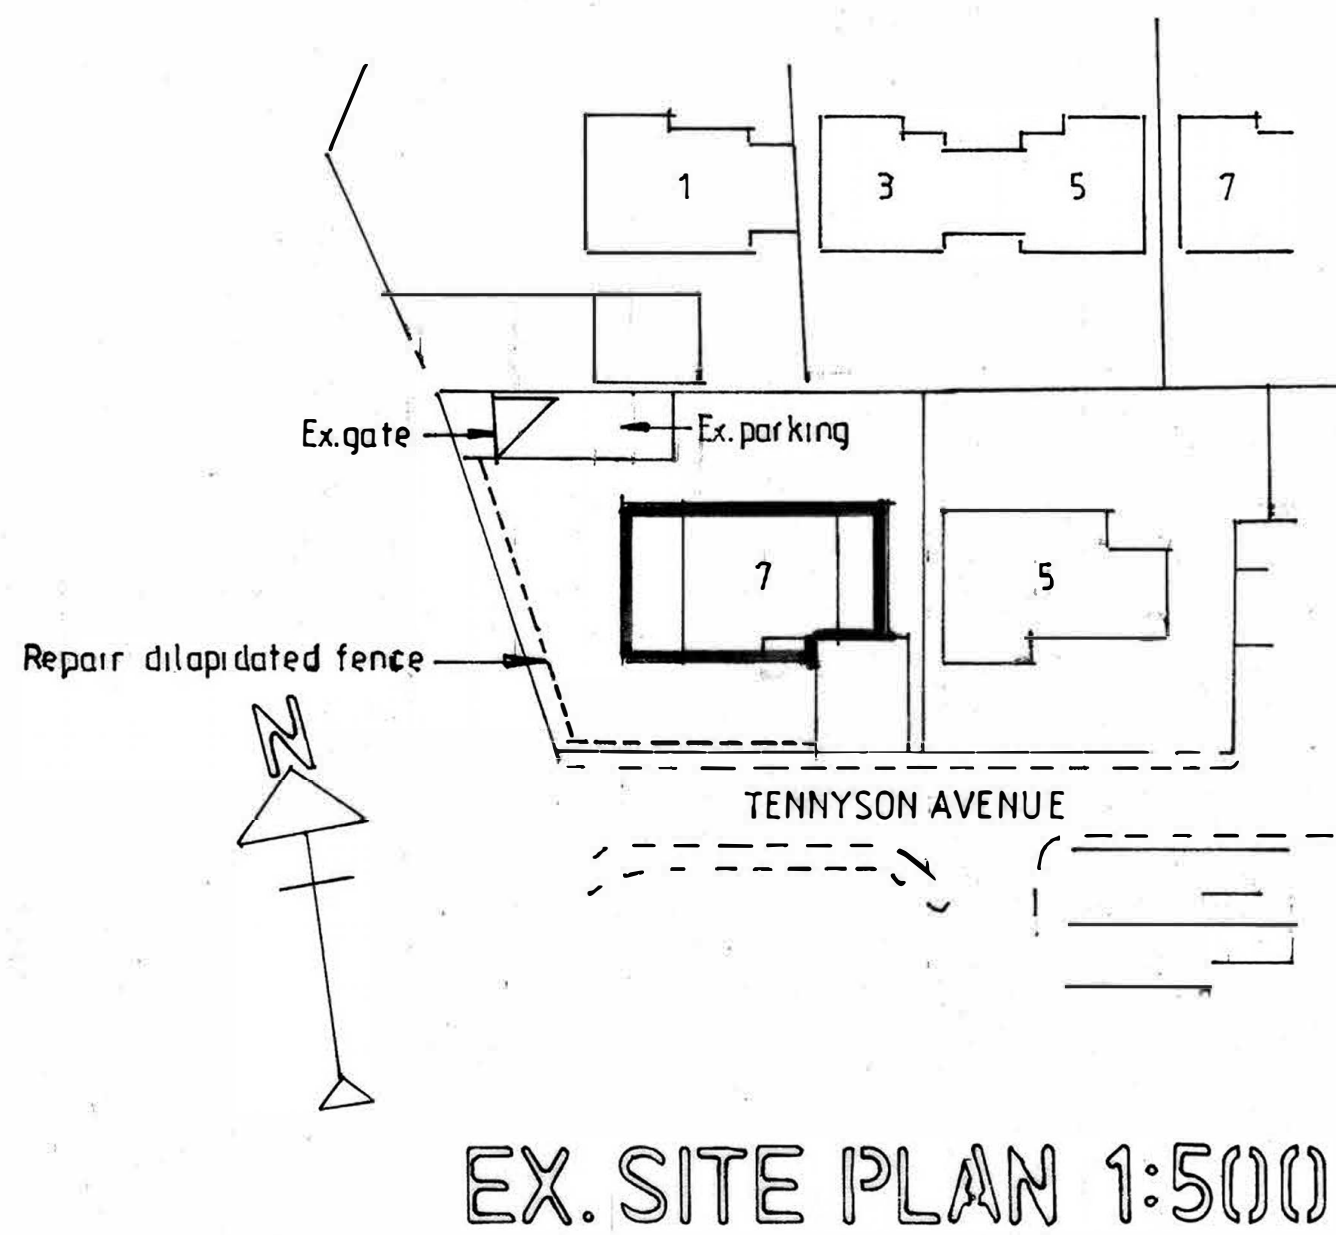 1
3
5
7
Ex.gate
Ex.parking
7
5
Repair dilapidated fence
N
TENNYSON AVENUE
EX. SITE PLAN 1:500